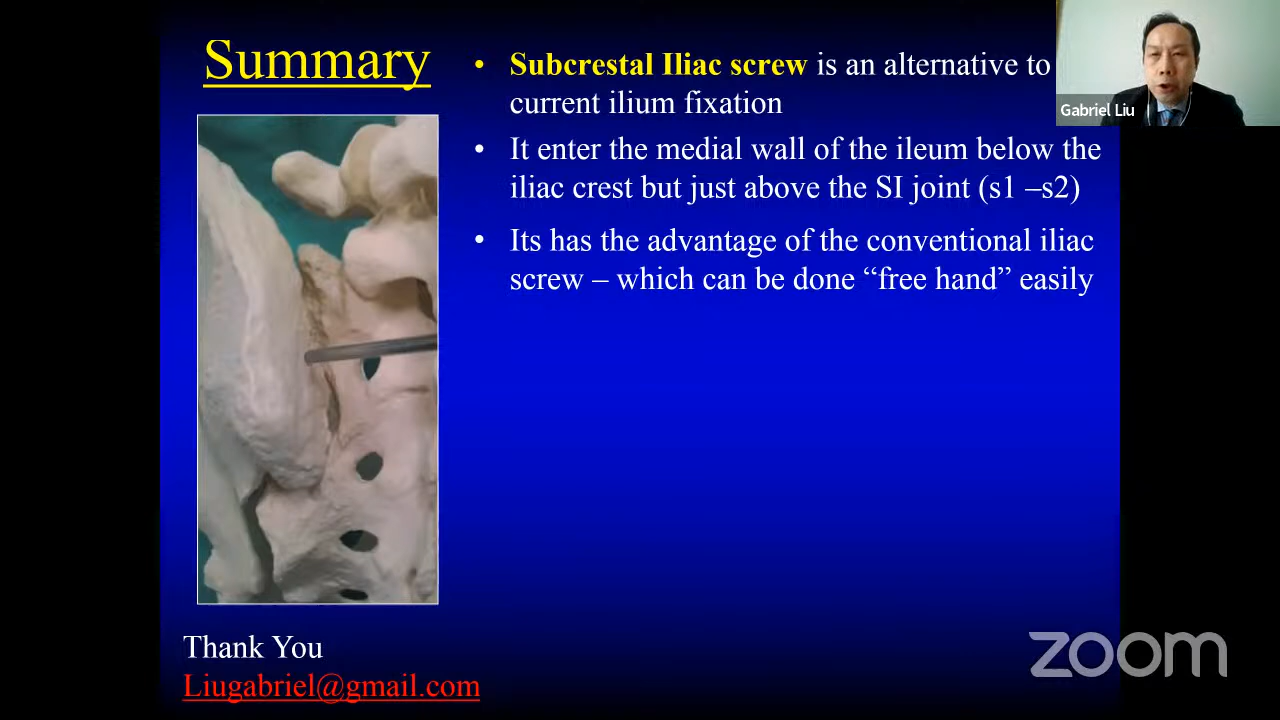 Summary
• Subcrestal Iliac screw is an alternative to
current ilium fixation
• It enter the medial wall of the ileum below the
iliac crest but just above the SI joint (s1 –s2)
• Its has the advantage of the conventional iliac
screw – which can be done “free hand” easily
Thank You
Liugabriel@gmail.com
Gabriel Liu
zoom